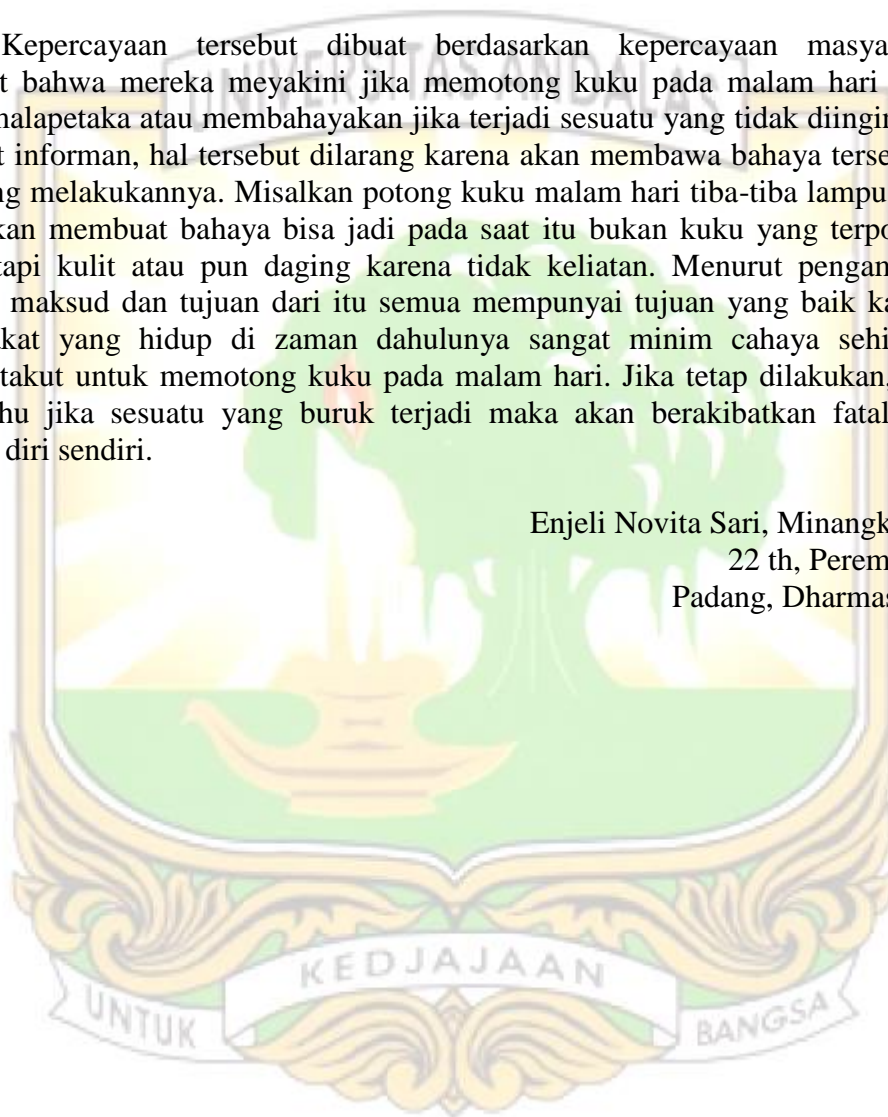 Kepercayaan tersebut dibuat berdasarkan kepercayaan masya
t bahwa mereka meyakini jika memotong kuku pada malam hari
nalapetaka atau membahayakan jika terjadi sesuatu yang tidak diingin
t informan, hal tersebut dilarang karena akan membawa bahaya terse
ng melakukannya. Misalkan potong kuku malam hari tiba-tiba lampu
kan membuat bahaya bisa jadi pada saat itu bukan kuku yang terpo
tapi kulit atau pun daging karena tidak keliatan. Menurut pengan
maksud dan tujuan dari itu semua mempunyai tujuan yang baik ka
akat yang hidup di zaman dahulunya sangat minim cahaya sehi
takut untuk memotong kuku pada malam hari. Jika tetap dilakukan,
hu jika sesuatu yang buruk terjadi maka akan berakibatkan fatal
diri sendiri.
Enjeli Novita Sari, Minangk
22 th, Perem
Padang, Dharmas
UNIVERSITAS ANDALAS
KEDJAJAAN
UNTUK BANGSA